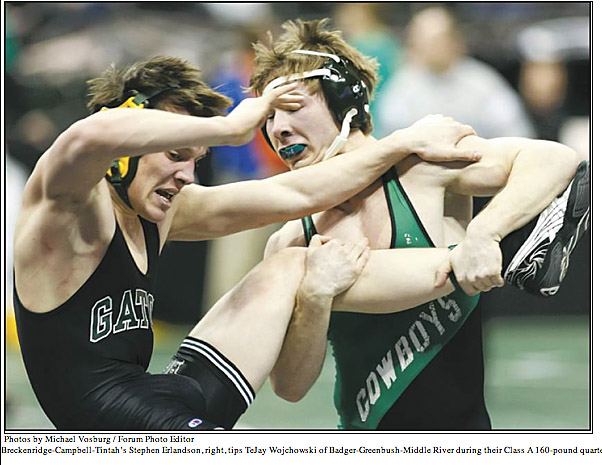 GATO
COWBOYS
Photos by Michael Vosburg / Forum Photo Editor
Breckenridge-Campbell-Tintah's Stephen Erlandson, right, tips TeJay Wojchowski of Badger-Greenbush-Middle River during their Class A 160-pound quarte